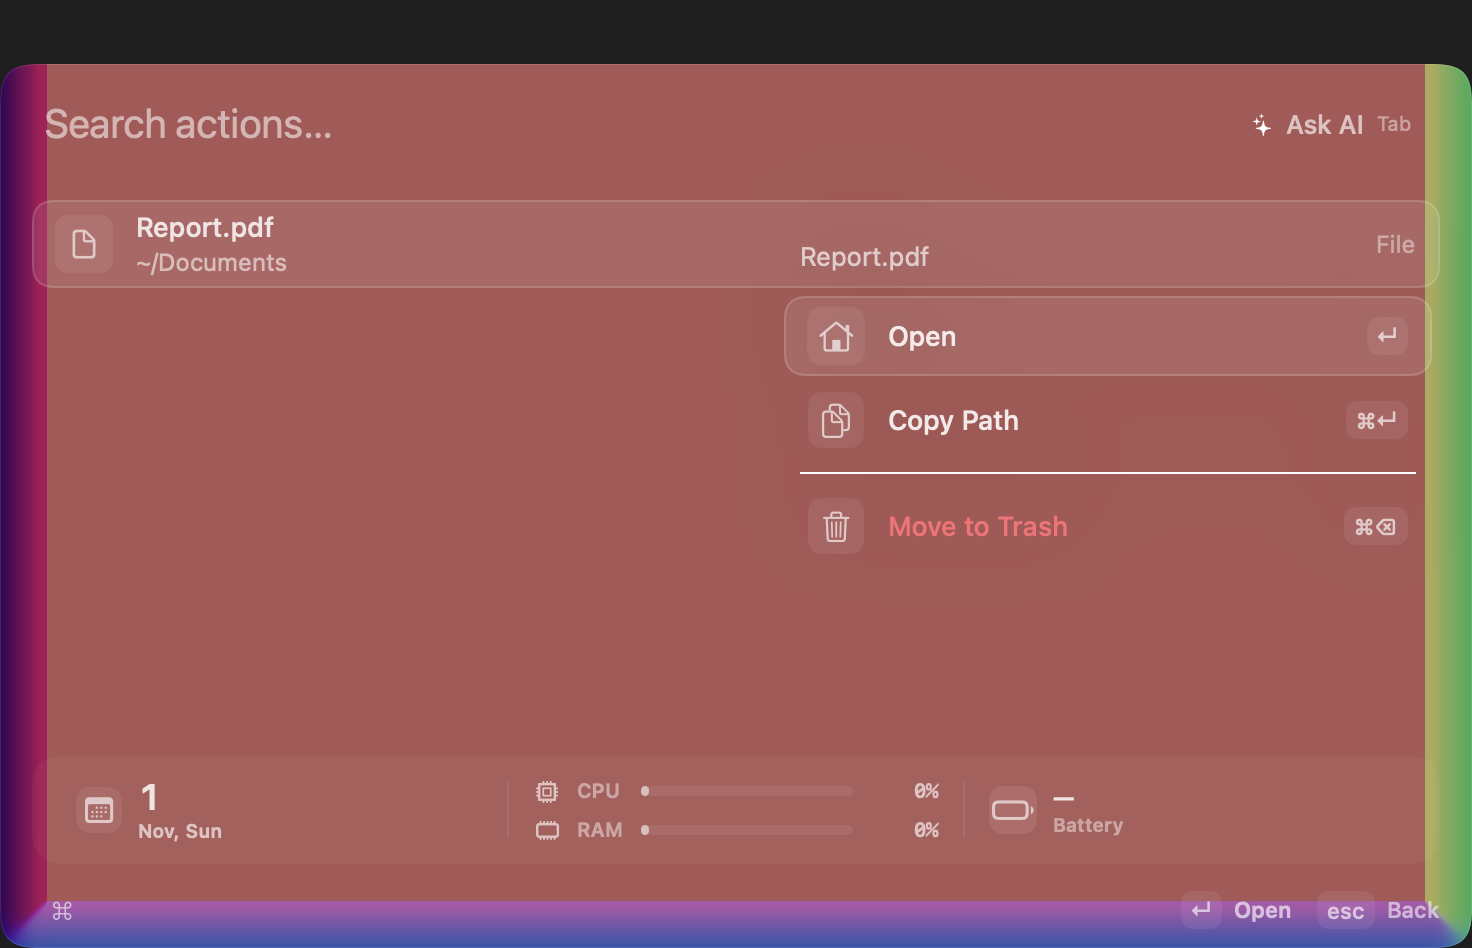 Search actions...
Ask AI Tab
Report.pdf
~/Documents
File
Report.pdf
Open ↵
Copy Path ⌘↵
Move to Trash ⌘⌫
1
Nov, Sun
CPU 0%
RAM 0%
—
Battery
⌘
↵ Open esc Back